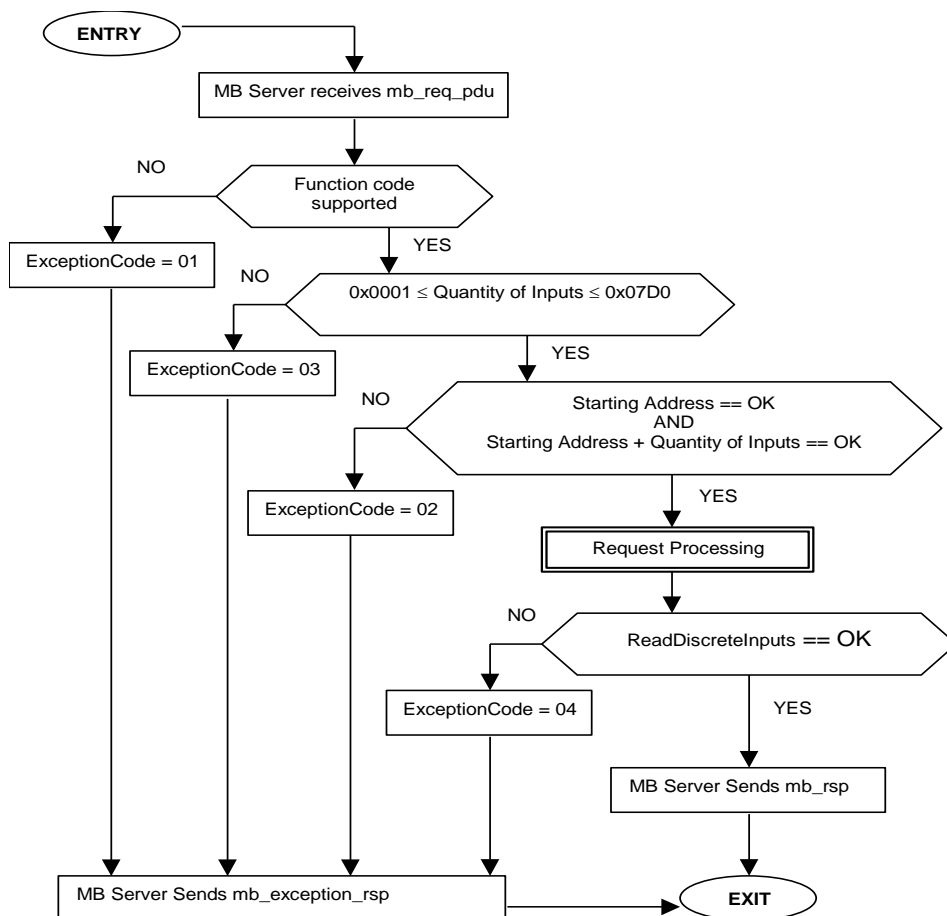 ENTRY
MB Server receives mb_req_pdu
NO
Function code
supported
YES
ExceptionCode = 01
NO
0x0001 ≤ Quantity of Inputs ≤ 0x07D0
YES
ExceptionCode = 03
NO
Starting Address == OK
AND
Starting Address + Quantity of Inputs == OK
YES
ExceptionCode = 02
Request Processing
NO
ReadDiscreteInputs == OK
YES
ExceptionCode = 04
MB Server Sends mb_rsp
MB Server Sends mb_exception_rsp
EXIT